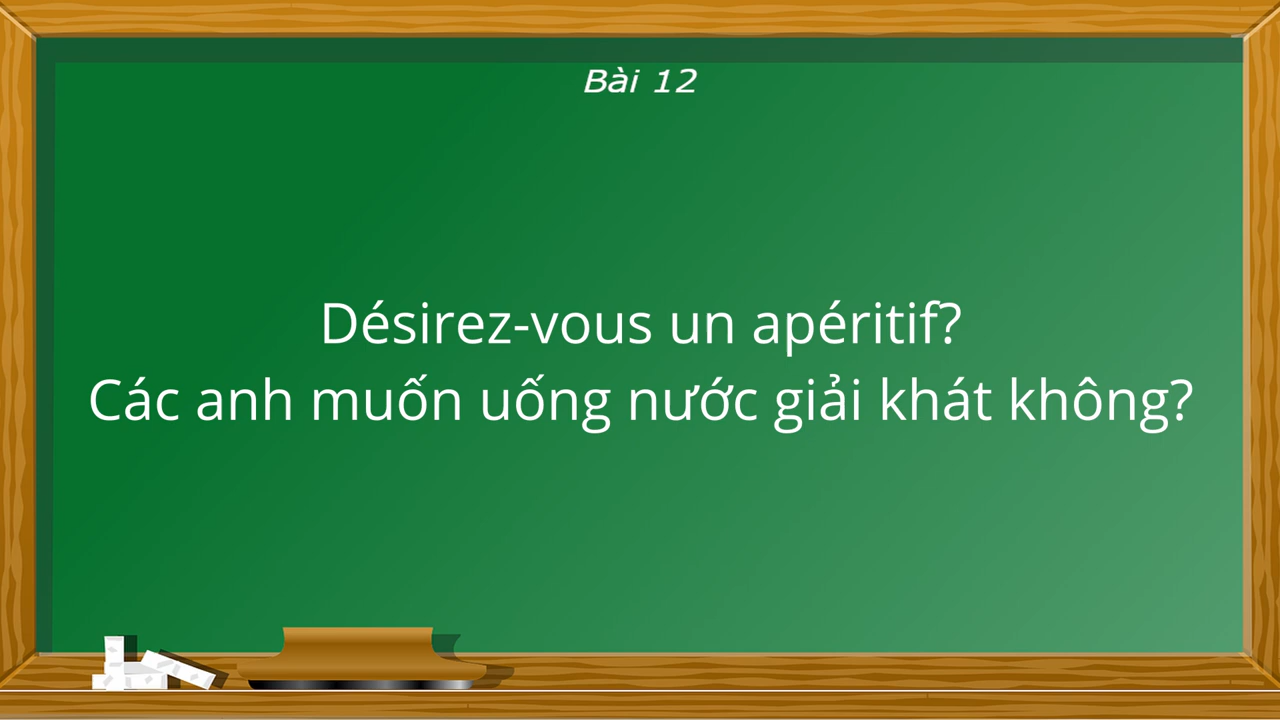 Bài 12
Désirez-vous un apéritif?
Các anh muốn uống nước giải khát không?